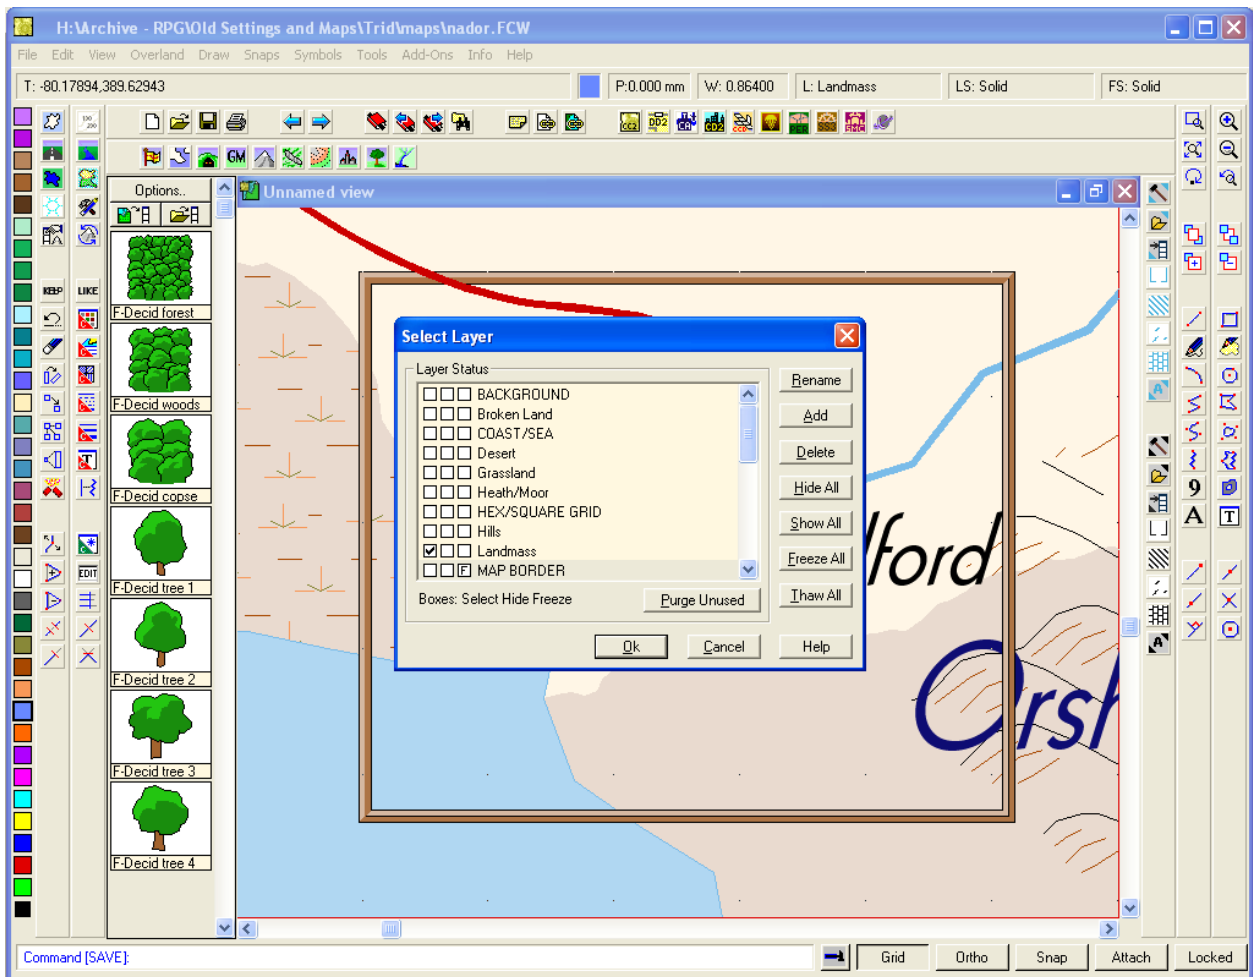 H:\Archive - RPG\Old Settings and Maps\Trid\maps\nador.FCW
File Edit View Overland Draw Snaps Symbols Tools Add-Ons Info Help
T: -80.17894,389.62943 P:0.000 mm W: 0.86400 L: Landmass LS: Solid FS: Solid
GM
Options..
Unnamed view
F-Decid forest
KEEP LIKE
F-Decid woods
F-Decid copse
F-Decid tree 1
EDIT
F-Decid tree 2
F-Decid tree 3
F-Decid tree 4
Select Layer
Layer Status
BACKGROUND
Broken Land
COAST/SEA
Desert
Grassland
Heath/Moor
HEX/SQUARE GRID
Hills
Landmass
F MAP BORDER
Boxes: Select Hide Freeze
Purge Unused
Rename
Add
Delete
Hide All
Show All
Freeze All
Thaw All
Ok Cancel Help
lford
Orsh
9
A T
Command [SAVE]:
Grid Ortho Snap Attach Locked